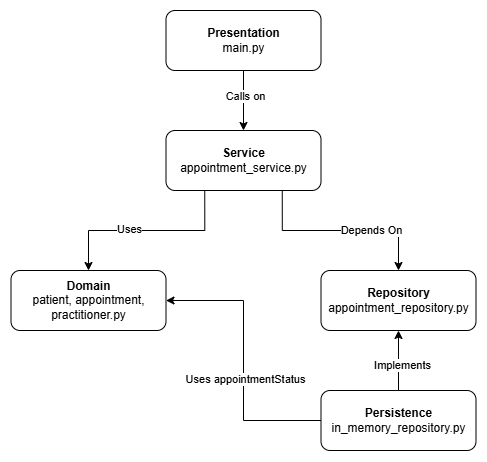 Presentation
main.py
Calls on
Service
appointment_service.py
Uses
Depends On
Domain
patient, appointment,
practitioner.py
Repository
appointment_repository.py
Implements
Uses appointmentStatus
Persistence
in_memory_repository.py